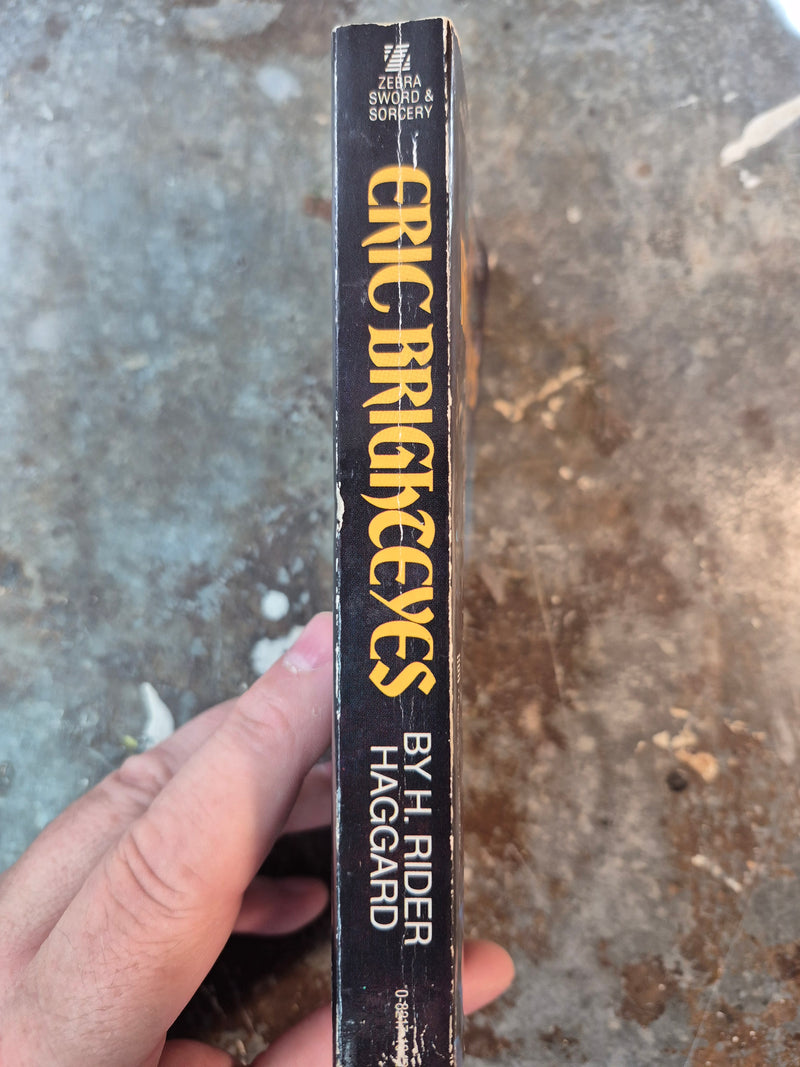 ZEBRA
SWORD &
SORCERY
ERIC BRIGHTEYES
BY H. RIDER
HAGGARD